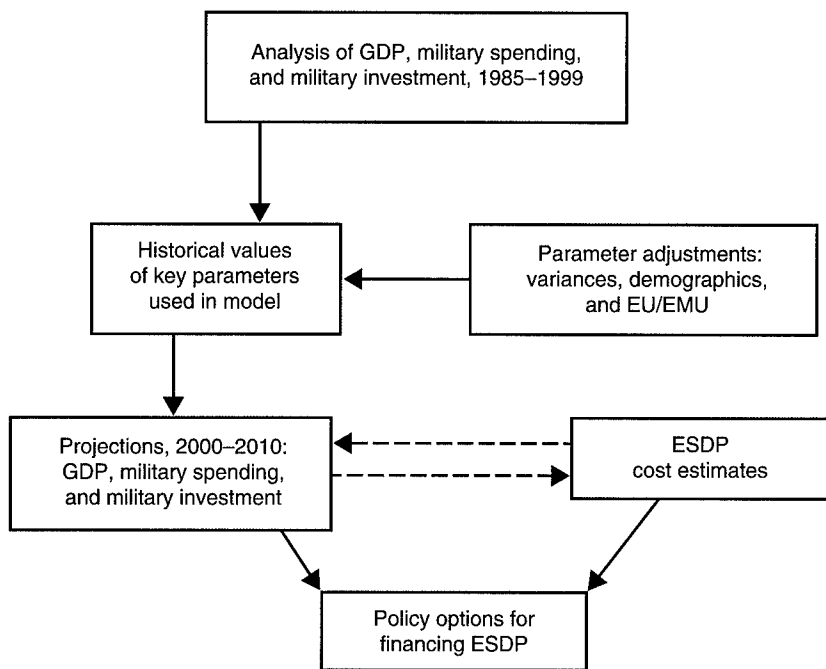 Analysis of GDP, military spending,
and military investment, 1985–1999
Historical values
of key parameters
used in model
Parameter adjustments:
variances, demographics,
and EU/EMU
Projections, 2000–2010:
GDP, military spending,
and military investment
ESDP
cost estimates
Policy options for
financing ESDP